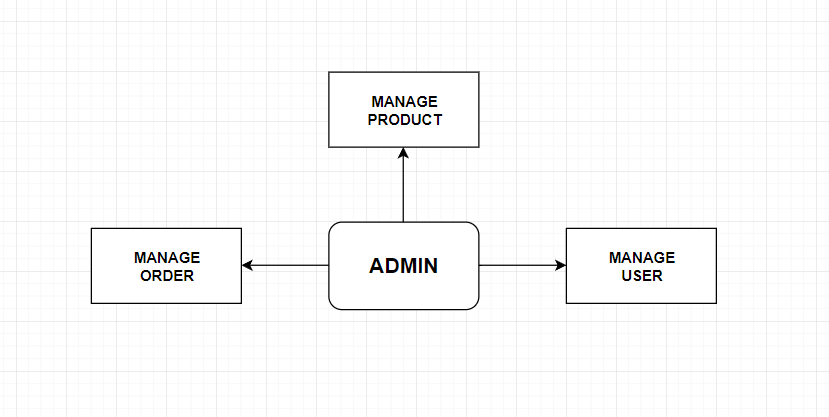 MANAGE
PRODUCT
MANAGE
ORDER
ADMIN
MANAGE
USER